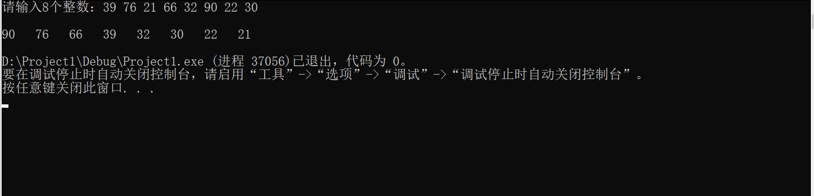 请输入8个整数：39 76 21 66 32 90 22 30
90 76 66 39 32 30 22 21
D:\Project1\Debug\Project1.exe (进程 37056)已退出，代码为 0。
要在调试停止时自动关闭控制台，请启用“工具”->“选项”->“调试”->“调试停止时自动关闭控制台”。
按任意键关闭此窗口. . .